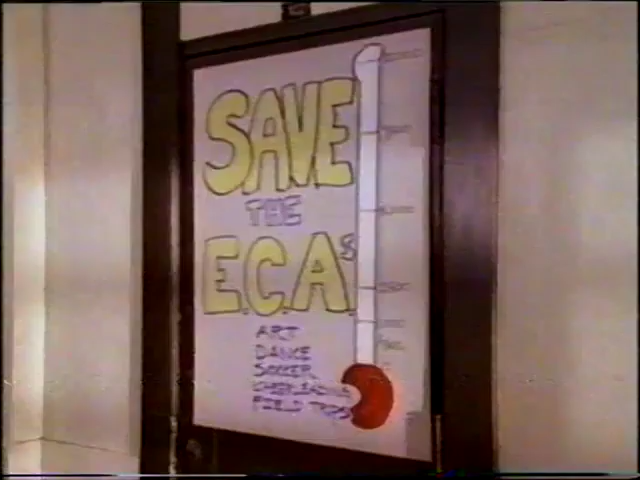 SAVE
THE
E.C.A.s
ART
DANCE
SOCCER
CHEERLEADING
FIELD TRIPS